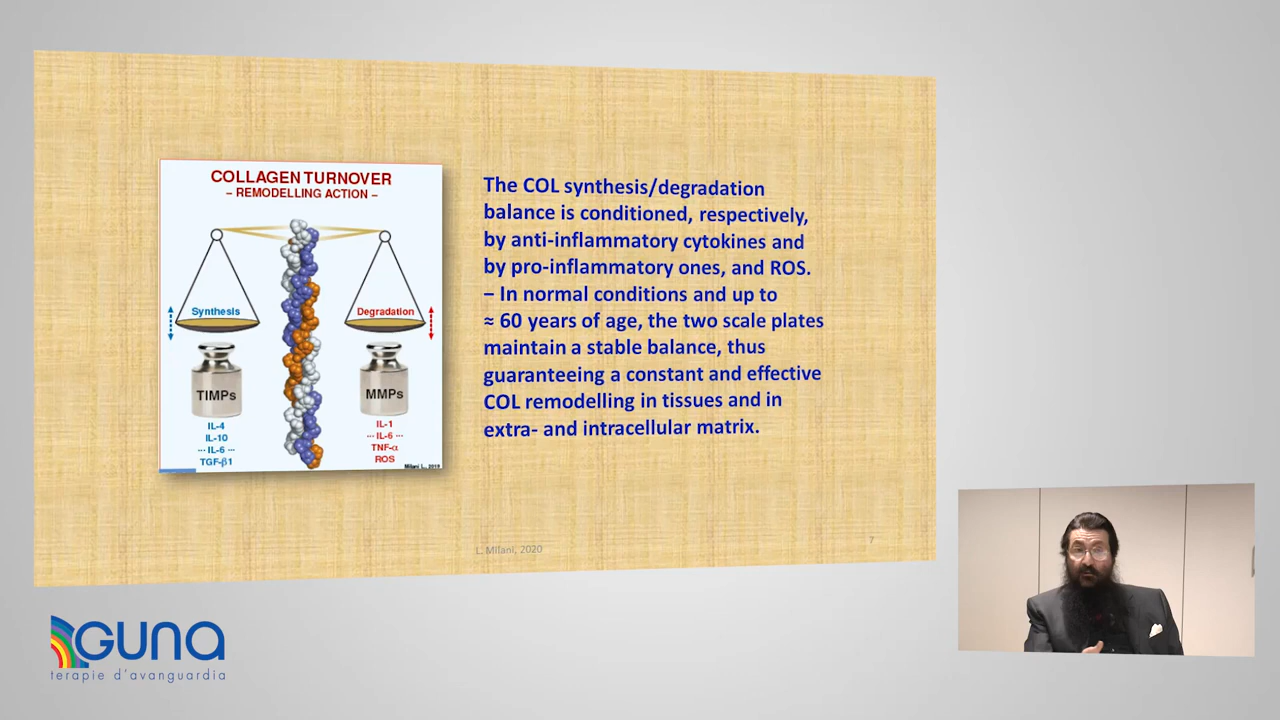 COLLAGEN TURNOVER
– REMODELLING ACTION –
Synthesis
Degradation
TIMPs
MMPs
IL-4
IL-10
··· IL-6 ···
TGF-β1
IL-1
··· IL-6 ···
TNF-α
ROS
Milani L., 2019
The COL synthesis/degradation
balance is conditioned, respectively,
by anti-inflammatory cytokines and
by pro-inflammatory ones, and ROS.
– In normal conditions and up to
≈ 60 years of age, the two scale plates
maintain a stable balance, thus
guaranteeing a constant and effective
COL remodelling in tissues and in
extra- and intracellular matrix.
L. Milani, 2020
7
GUNA
terapie d'avanguardia